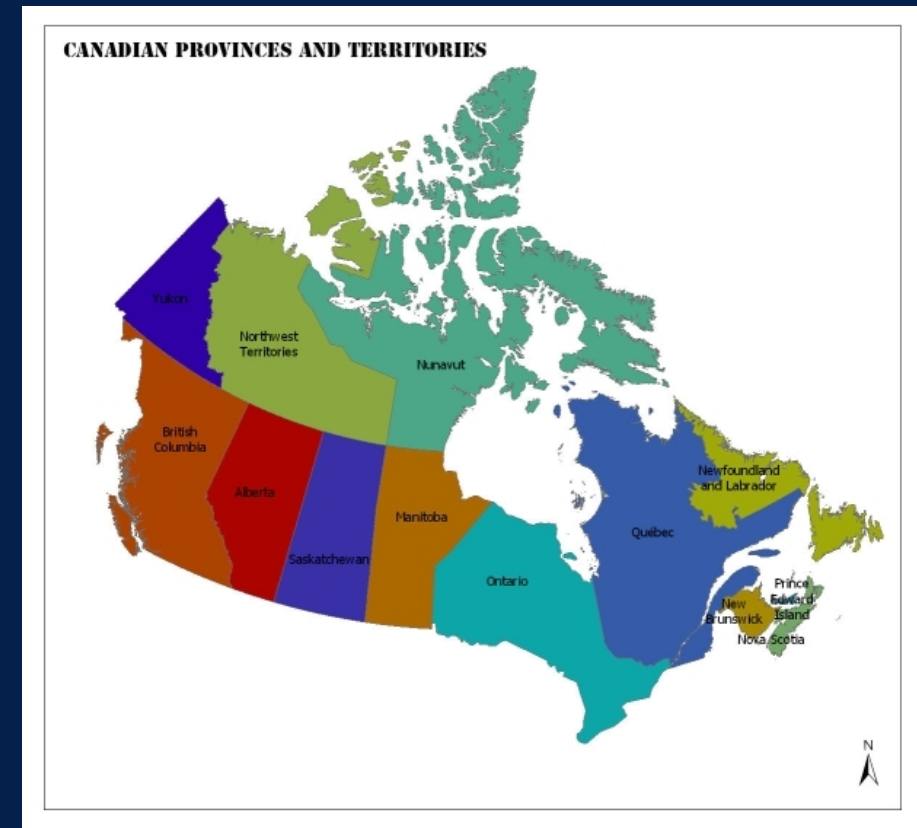 CANADIAN PROVINCES AND TERRITORIES
Yukon
Northwest
Territories
Nunavut
British
Columbia
Alberta
Saskatchewan
Manitoba
Ontario
Québec
Newfoundland
and Labrador
Prince
Edward
Island
New
Brunswick
Nova Scotia
N